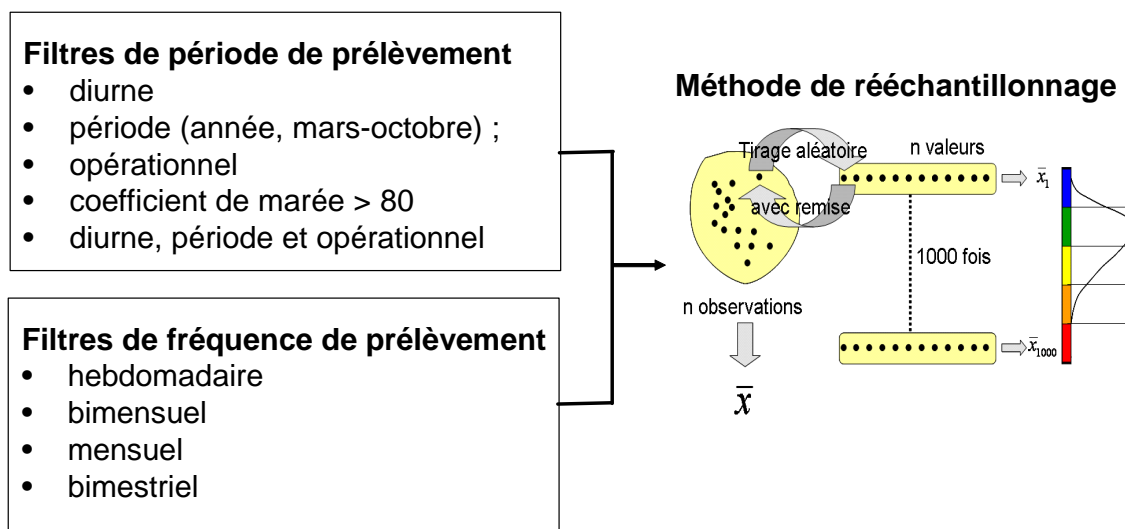 Filtres de période de prélèvement
• diurne
• période (année, mars-octobre) ;
• opérationnel
• coefficient de marée > 80
• diurne, période et opérationnel
Filtres de fréquence de prélèvement
• hebdomadaire
• bimensuel
• mensuel
• bimestriel
Méthode de rééchantillonnage
Tirage aléatoire
avec remise
n valeurs
x̄₁
1000 fois
n observations
x̄₁₀₀₀
x̄